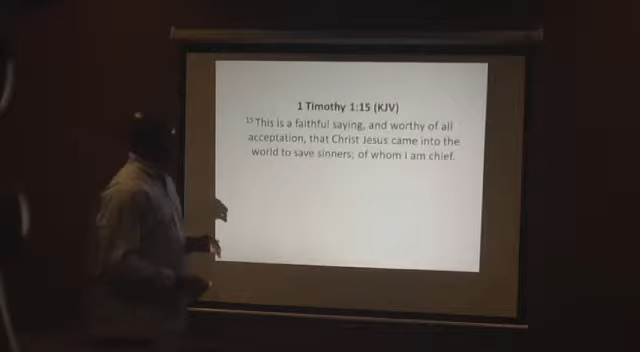 1 Timothy 1:15 (KJV)
15 This is a faithful saying, and worthy of all
acceptation, that Christ Jesus came into the
world to save sinners; of whom I am chief.